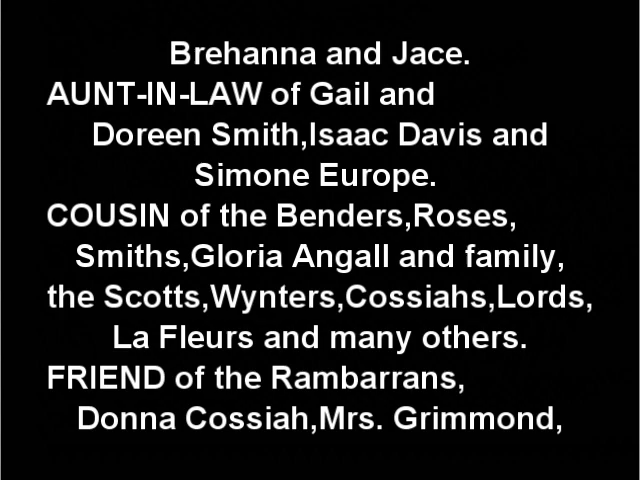 Brehanna and Jace.
AUNT-IN-LAW of Gail and
Doreen Smith,Isaac Davis and
Simone Europe.
COUSIN of the Benders,Roses,
Smiths,Gloria Angall and family,
the Scotts,Wynters,Cossiahs,Lords,
La Fleurs and many others.
FRIEND of the Rambarrans,
Donna Cossiah,Mrs. Grimmond,